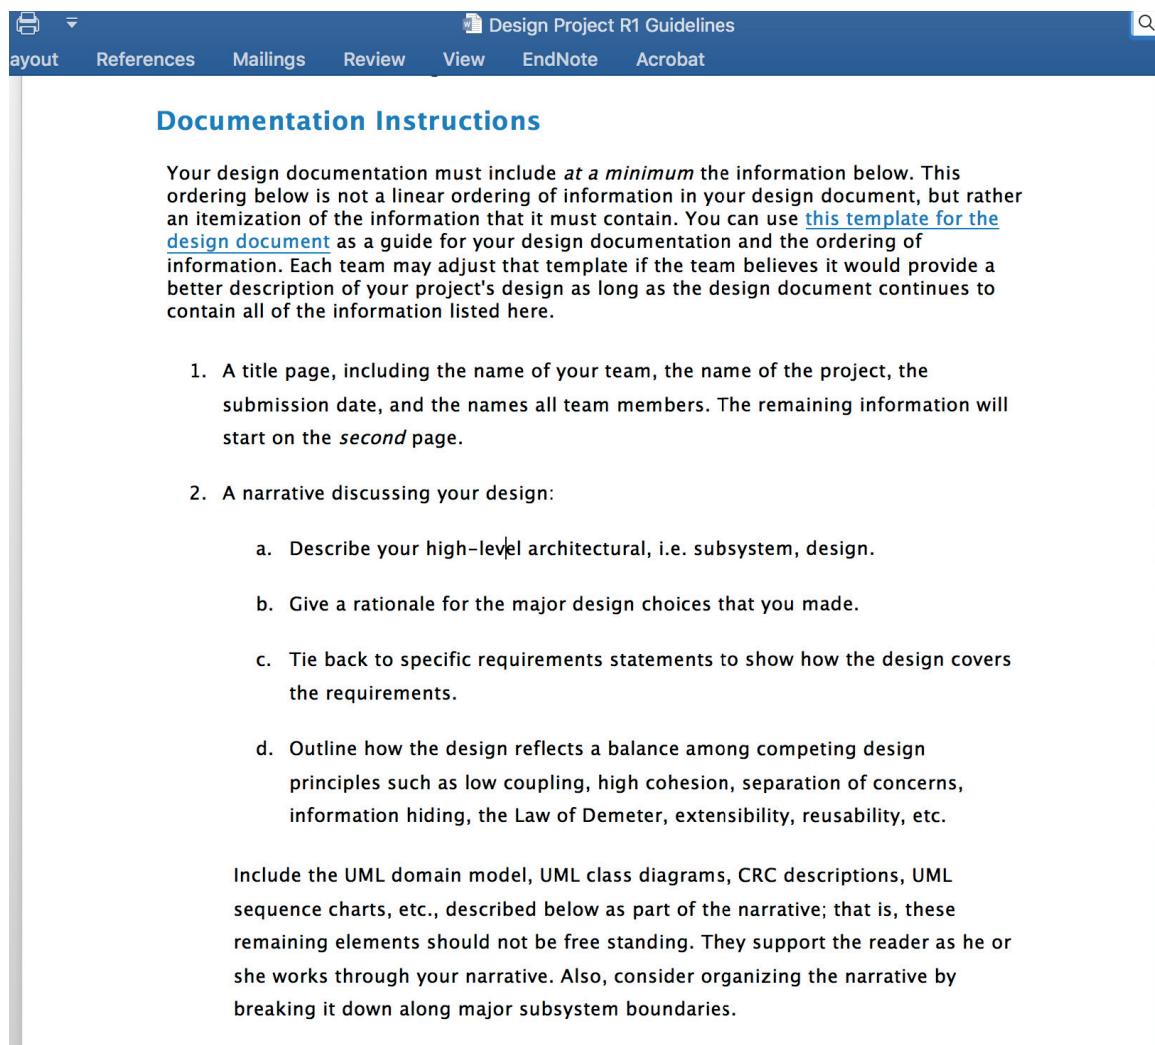 Design Project R1 Guidelines
ayout References Mailings Review View EndNote Acrobat
Documentation Instructions
Your design documentation must include at a minimum the information below. This
ordering below is not a linear ordering of information in your design document, but rather
an itemization of the information that it must contain. You can use this template for the
design document as a guide for your design documentation and the ordering of
information. Each team may adjust that template if the team believes it would provide a
better description of your project's design as long as the design document continues to
contain all of the information listed here.
1. A title page, including the name of your team, the name of the project, the
submission date, and the names all team members. The remaining information will
start on the second page.
2. A narrative discussing your design:
a. Describe your high-level architectural, i.e. subsystem, design.
b. Give a rationale for the major design choices that you made.
c. Tie back to specific requirements statements to show how the design covers
the requirements.
d. Outline how the design reflects a balance among competing design
principles such as low coupling, high cohesion, separation of concerns,
information hiding, the Law of Demeter, extensibility, reusability, etc.
Include the UML domain model, UML class diagrams, CRC descriptions, UML
sequence charts, etc., described below as part of the narrative; that is, these
remaining elements should not be free standing. They support the reader as he or
she works through your narrative. Also, consider organizing the narrative by
breaking it down along major subsystem boundaries.